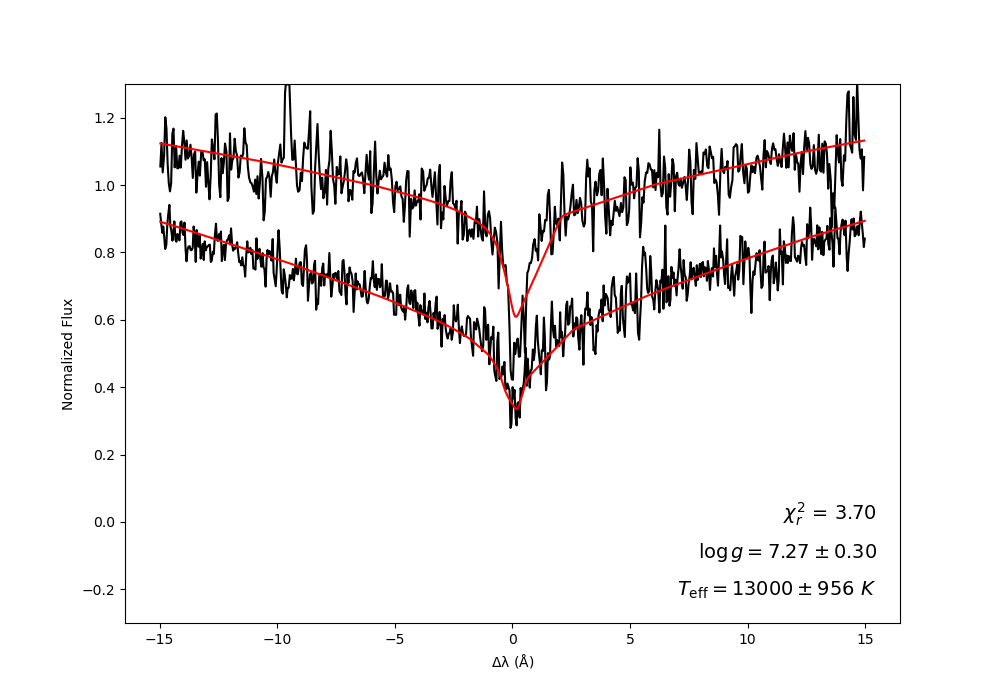 1.2
1.0
0.8
0.6
0.4
0.2
0.0
−0.2
Normalized Flux
χ²ᵣ = 3.70
log g = 7.27 ± 0.30
T_eff = 13000 ± 956 K
−15 −10 −5 0 5 10 15
Δλ (Å)